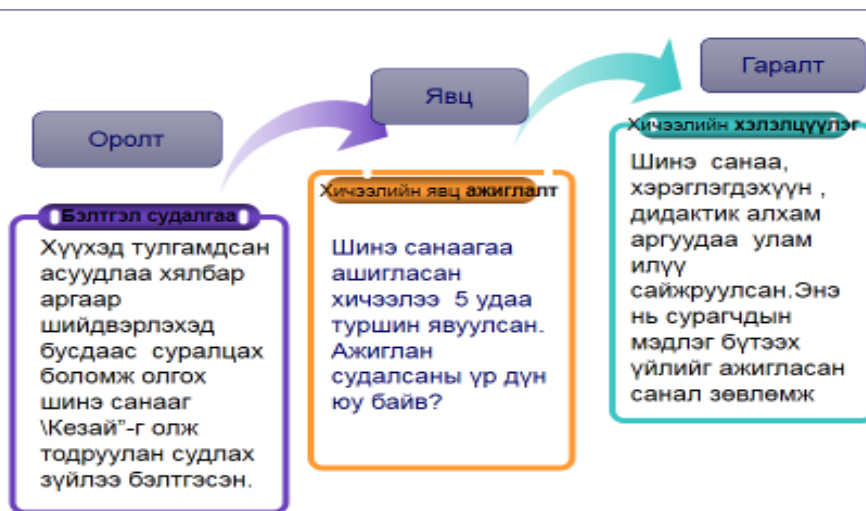 Оролт
Бэлтгэл судалгаа
Хүүхэд тулгамдсан
асуудлаа хялбар
аргаар
шийдвэрлэхэд
бусдаас суралцах
боломж олгох
шинэ санааг
\Кезай”-г олж
тодруулан судлах
зүйлээ бэлтгэсэн.
Явц
Хичээлийн явц ажиглалт
Шинэ санаагаа
ашигласан
хичээлээ 5 удаа
туршин явуулсан.
Ажиглан
судалсаны үр дүн
юу байв?
Гаралт
Хичээлийн хэлэлцүүлэг
Шинэ санаа,
хэрэглэгдэхүүн ,
дидактик алхам
аргуудаа улам
илүү
сайжруулсан.Энэ
нь сурагчдын
мэдлэг бүтээх
үйлийг ажигласан
санал зөвлөмж